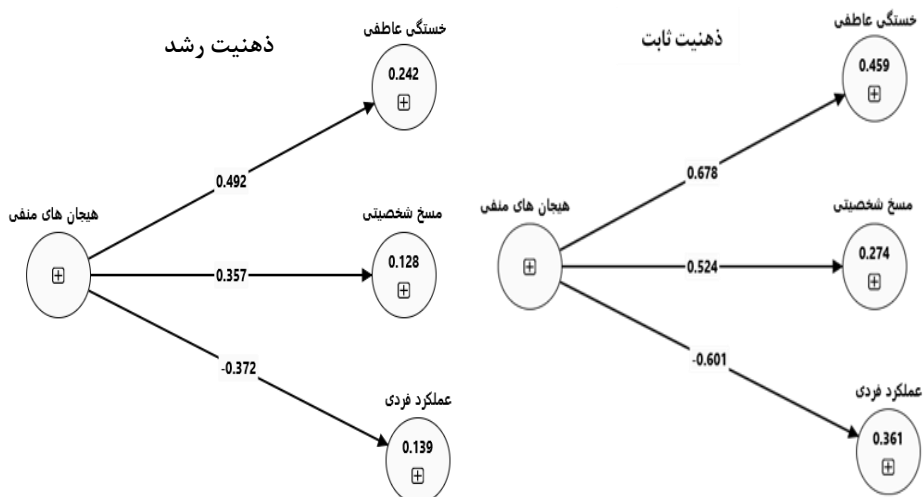 ذهنیت رشد
خستگی عاطفی
0.242
0.492
هیجان های منفی
مسخ شخصیتی
0.128
0.357
-0.372
عملکرد فردی
0.139
ذهنیت ثابت
خستگی عاطفی
0.459
0.678
هیجان های منفی
مسخ شخصیتی
0.274
0.524
-0.601
عملکرد فردی
0.361